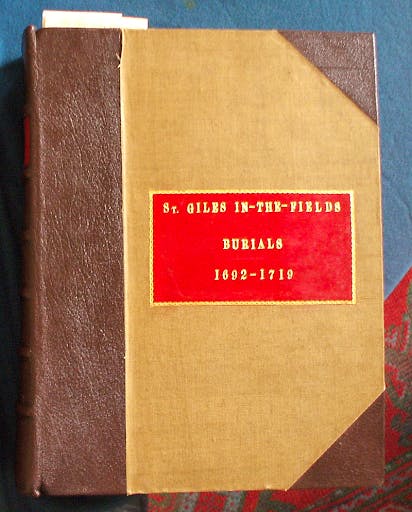 ST. GILES IN-THE-FIELDS
BURIALS
1692-1719